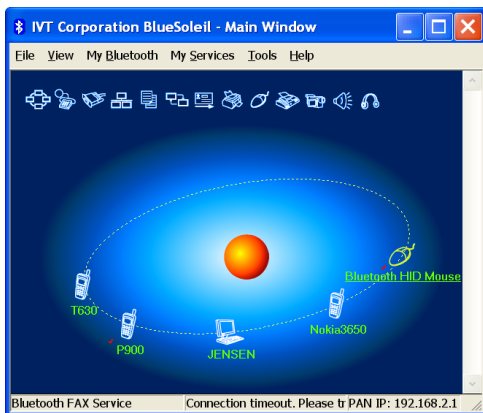 IVT Corporation BlueSoleil - Main Window
File View My Bluetooth My Services Tools Help
Bluetooth HID Mouse
T630
Nokia3650
P900
JENSEN
Bluetooth FAX Service Connection timeout. Please tr PAN IP: 192.168.2.1